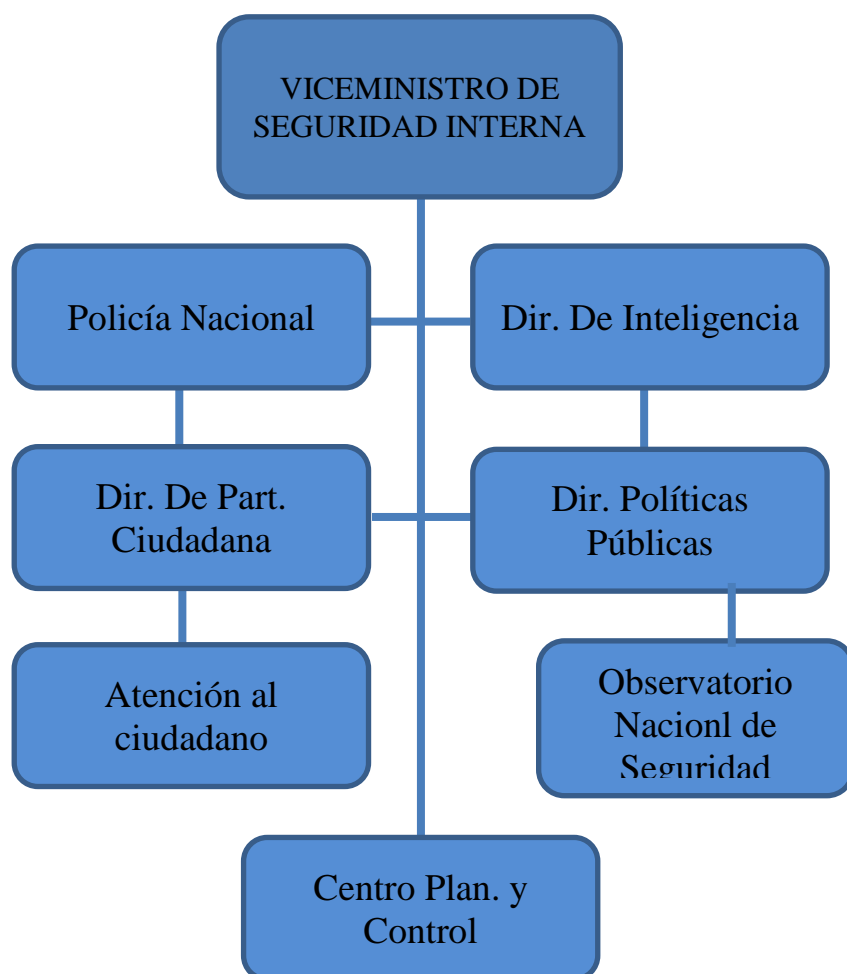 VICEMINISTRO DE
SEGURIDAD INTERNA
Policía Nacional
Dir. De Inteligencia
Dir. De Part.
Ciudadana
Dir. Políticas
Públicas
Atención al
ciudadano
Observatorio
Nacionl de
Seguridad
Centro Plan. y
Control